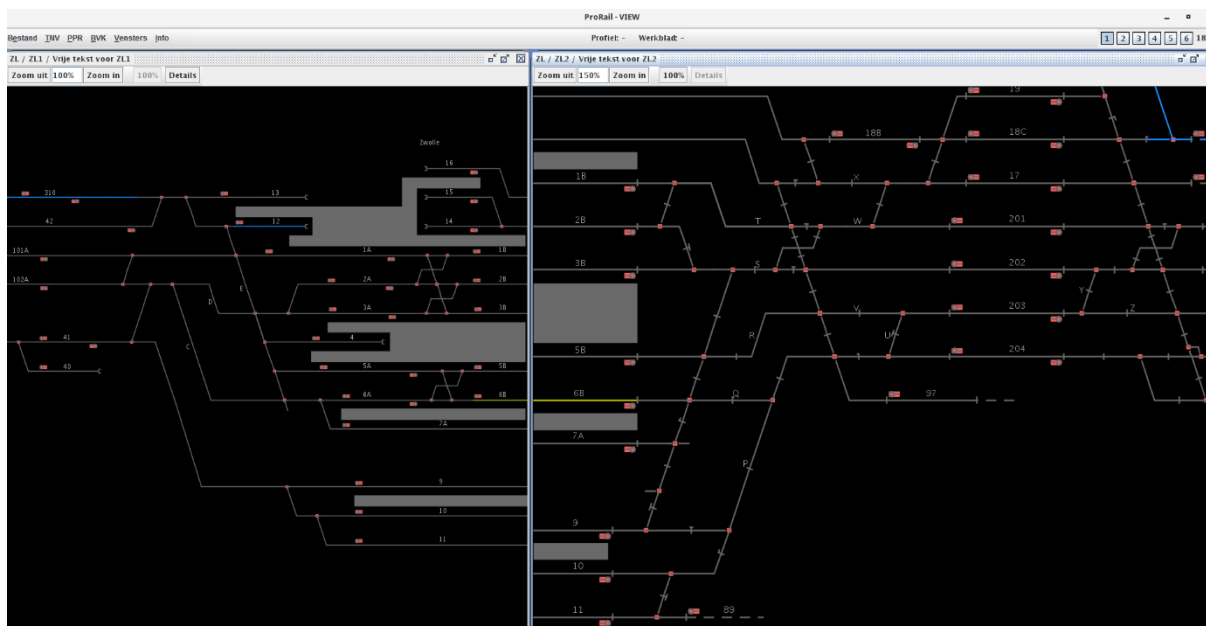 ProRail - VIEW
Bestand TNV PPR BVK Vensters Info
Profiel: - Werkblad: -
1 2 3 4 5 6 18
ZL / ZL1 / Vrije tekst voor ZL1
Zoom uit 100% Zoom in 100% Details
Zwolle
16
310 13 15
42 12 14
101A 1A 1B
102A 2A 2B
E
D
3A 3B
41 4
C
40 5A 5B
6A 6B
7A
9
10
11
ZL / ZL2 / Vrije tekst voor ZL2
Zoom uit 150% Zoom in 100% Details
19
18B 18C
1B X 17
2B T W 201
3B S 202
Y
V 203 Z
R U
5B 204
6B Q 97
7A
P
9
10
11 89